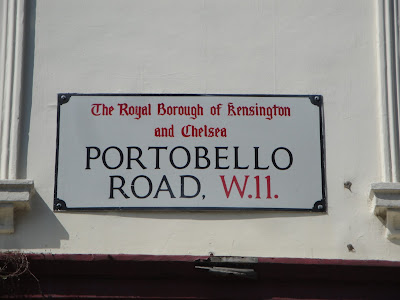 The Royal Borough of Kensington
and Chelsea
PORTOBELLO
ROAD, W.11.